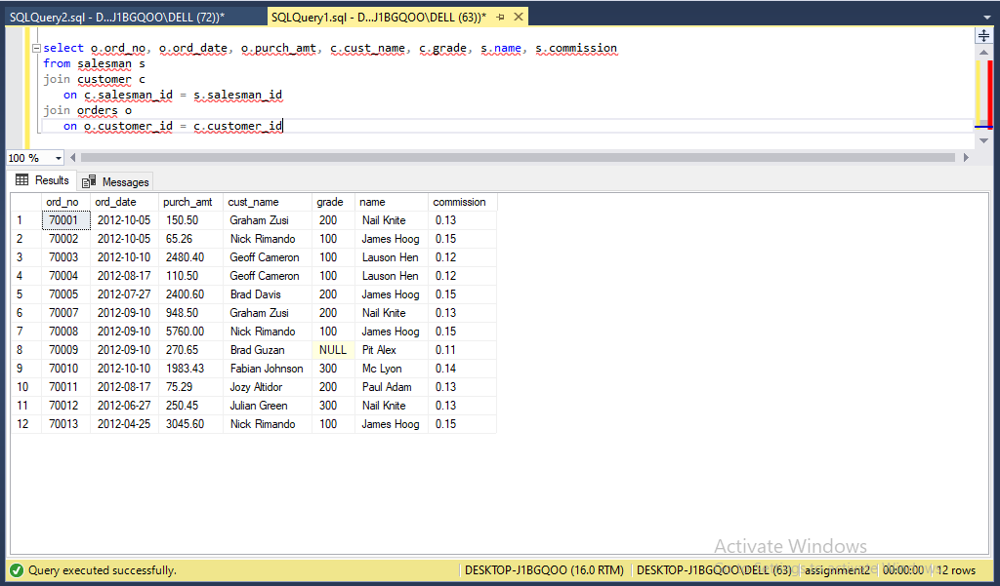 SQLQuery2.sql - D...J1BGQOO\DELL (72))* SQLQuery1.sql - D...J1BGQOO\DELL (63))*
select o.ord_no, o.ord_date, o.purch_amt, c.cust_name, c.grade, s.name, s.commission
from salesman s
join customer c
on c.salesman_id = s.salesman_id
join orders o
on o.customer_id = c.customer_id
100 %
Results Messages
ord_no ord_date purch_amt cust_name grade name commission
1 70001 2012-10-05 150.50 Graham Zusi 200 Nail Knite 0.13
2 70002 2012-10-05 65.26 Nick Rimando 100 James Hoog 0.15
3 70003 2012-10-10 2480.40 Geoff Cameron 100 Lauson Hen 0.12
4 70004 2012-08-17 110.50 Geoff Cameron 100 Lauson Hen 0.12
5 70005 2012-07-27 2400.60 Brad Davis 200 James Hoog 0.15
6 70007 2012-09-10 948.50 Graham Zusi 200 Nail Knite 0.13
7 70008 2012-09-10 5760.00 Nick Rimando 100 James Hoog 0.15
8 70009 2012-09-10 270.65 Brad Guzan NULL Pit Alex 0.11
9 70010 2012-10-10 1983.43 Fabian Johnson 300 Mc Lyon 0.14
10 70011 2012-08-17 75.29 Jozy Altidor 200 Paul Adam 0.13
11 70012 2012-06-27 250.45 Julian Green 300 Nail Knite 0.13
12 70013 2012-04-25 3045.60 Nick Rimando 100 James Hoog 0.15
Activate Windows
Query executed successfully. DESKTOP-J1BGQOO (16.0 RTM) DESKTOP-J1BGQOO\DELL (63) assignment2 00:00:00 12 rows